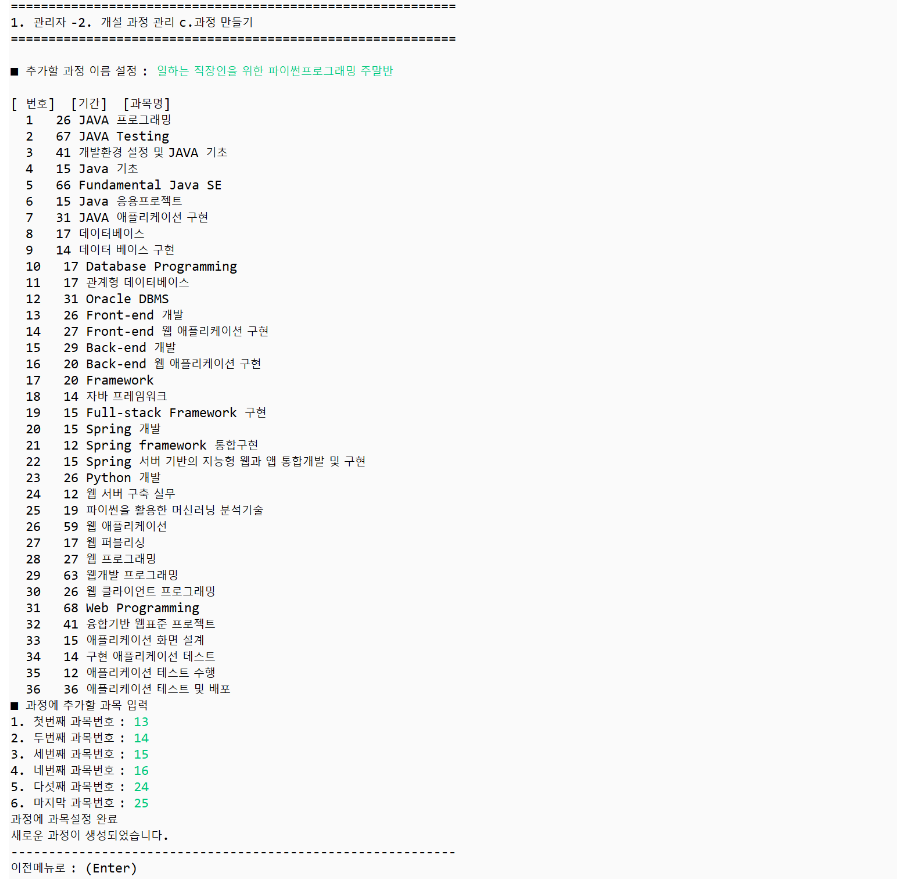 ===========================================================
1. 관리자 -2. 개설 과정 관리 c.과정 만들기
===========================================================
■ 추가할 과정 이름 설정 : 일하는 직장인을 위한 파이썬프로그래밍 주말반
[ 번호] [기간] [과목명]
1 26 JAVA 프로그래밍
2 67 JAVA Testing
3 41 개발환경 설정 및 JAVA 기초
4 15 Java 기초
5 66 Fundamental Java SE
6 15 Java 응용프로젝트
7 31 JAVA 애플리케이션 구현
8 17 데이터베이스
9 14 데이터 베이스 구현
10 17 Database Programming
11 17 관계형 데이터베이스
12 31 Oracle DBMS
13 26 Front-end 개발
14 27 Front-end 웹 애플리케이션 구현
15 29 Back-end 개발
16 20 Back-end 웹 애플리케이션 구현
17 20 Framework
18 14 자바 프레임워크
19 15 Full-stack Framework 구현
20 15 Spring 개발
21 12 Spring framework 통합구현
22 15 Spring 서버 기반의 지능형 웹과 앱 통합개발 및 구현
23 26 Python 개발
24 12 웹 서버 구축 실무
25 19 파이썬을 활용한 머신러닝 분석기술
26 59 웹 애플리케이션
27 17 웹 퍼블리싱
28 27 웹 프로그래밍
29 63 웹개발 프로그래밍
30 26 웹 클라이언트 프로그래밍
31 68 Web Programming
32 41 융합기반 웹표준 프로젝트
33 15 애플리케이션 화면 설계
34 14 구현 애플리케이션 테스트
35 12 애플리케이션 테스트 수행
36 36 애플리케이션 테스트 및 배포
■ 과정에 추가할 과목 입력
1. 첫번째 과목번호 : 13
2. 두번째 과목번호 : 14
3. 세번째 과목번호 : 15
4. 네번째 과목번호 : 16
5. 다섯째 과목번호 : 24
6. 마지막 과목번호 : 25
과정에 과목설정 완료
새로운 과정이 생성되었습니다.
-----------------------------------------------------------
이전메뉴로 : (Enter)